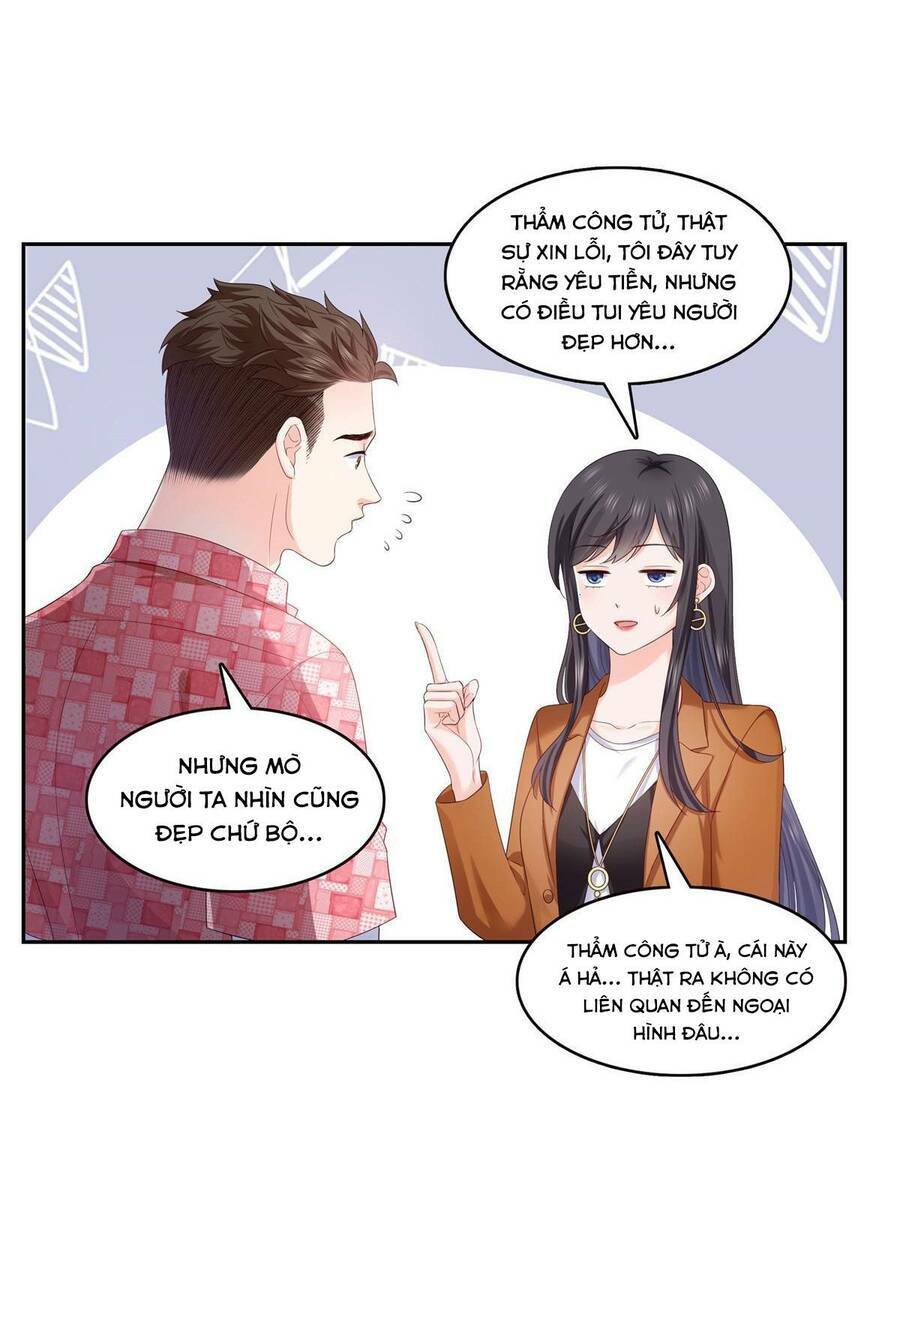 THẨM CÔNG TỬ, THẬT
SỰ XIN LỖI, TÔI ĐÂY TUY
RẰNG YÊU TIỀN, NHƯNG
CÓ ĐIỀU TUI YÊU NGƯỜI
ĐẸP HƠN...
NHƯNG MÒ
NGƯỜI TA NHÌN CŨNG
ĐẸP CHỨ BỘ...
THẨM CÔNG TỬ À, CÁI NÀY
Á HẢ... THẬT RA KHÔNG CÓ
LIÊN QUAN ĐẾN NGOẠI
HÌNH ĐÂU...